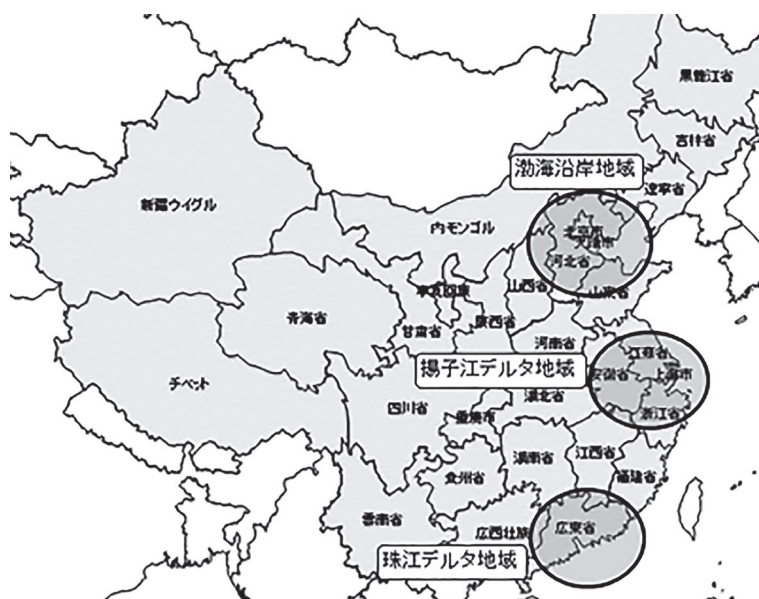 黒龍江省
吉林省
渤海沿岸地域
遼寧省
新疆ウイグル
内モンゴル
北京市
天津市
河北省
山西省
山東省
青海省
甘粛省
陝西省
河南省
江蘇省
揚子江デルタ地域
安徽省
上海市
チベット
四川省
湖北省
重慶市
浙江省
湖南省
江西省
貴州省
福建省
雲南省
広西壮族
広東省
珠江デルタ地域